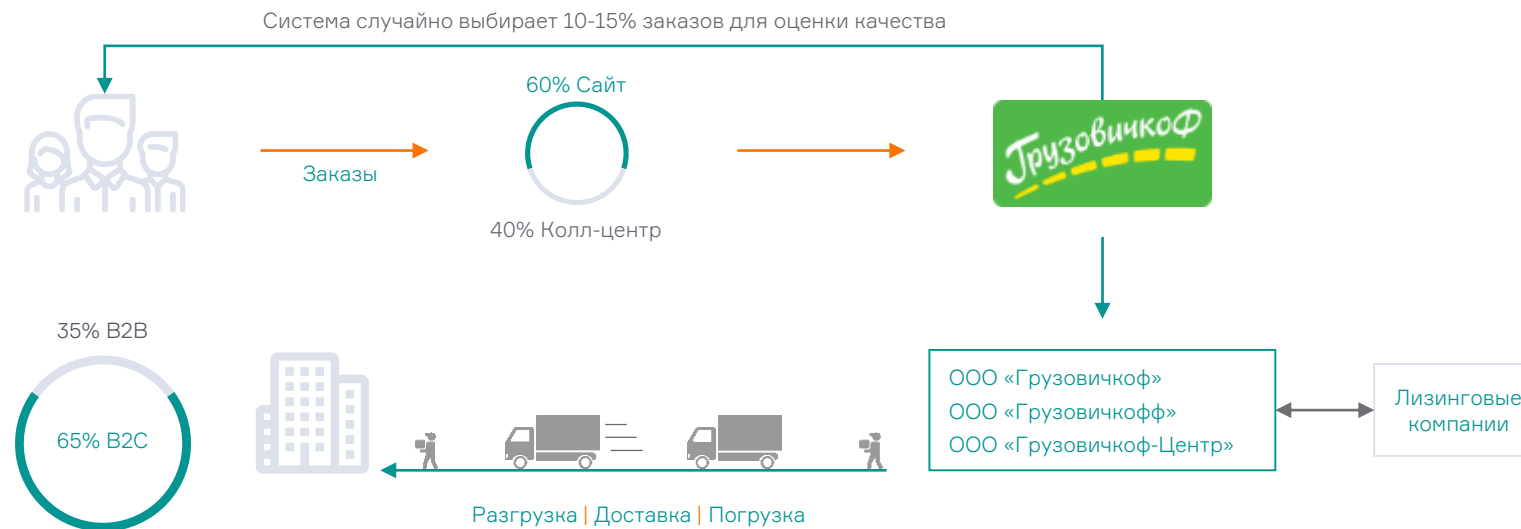 Система случайно выбирает 10-15% заказов для оценки качества
60% Сайт
ГрузовичкоФ
Заказы
40% Колл-центр
35% B2B
65% B2C
ООО «Грузовичкоф»
ООО «Грузовичкофф»
ООО «Грузовичкоф-Центр»
Лизинговые
компании
Разгрузка | Доставка | Погрузка